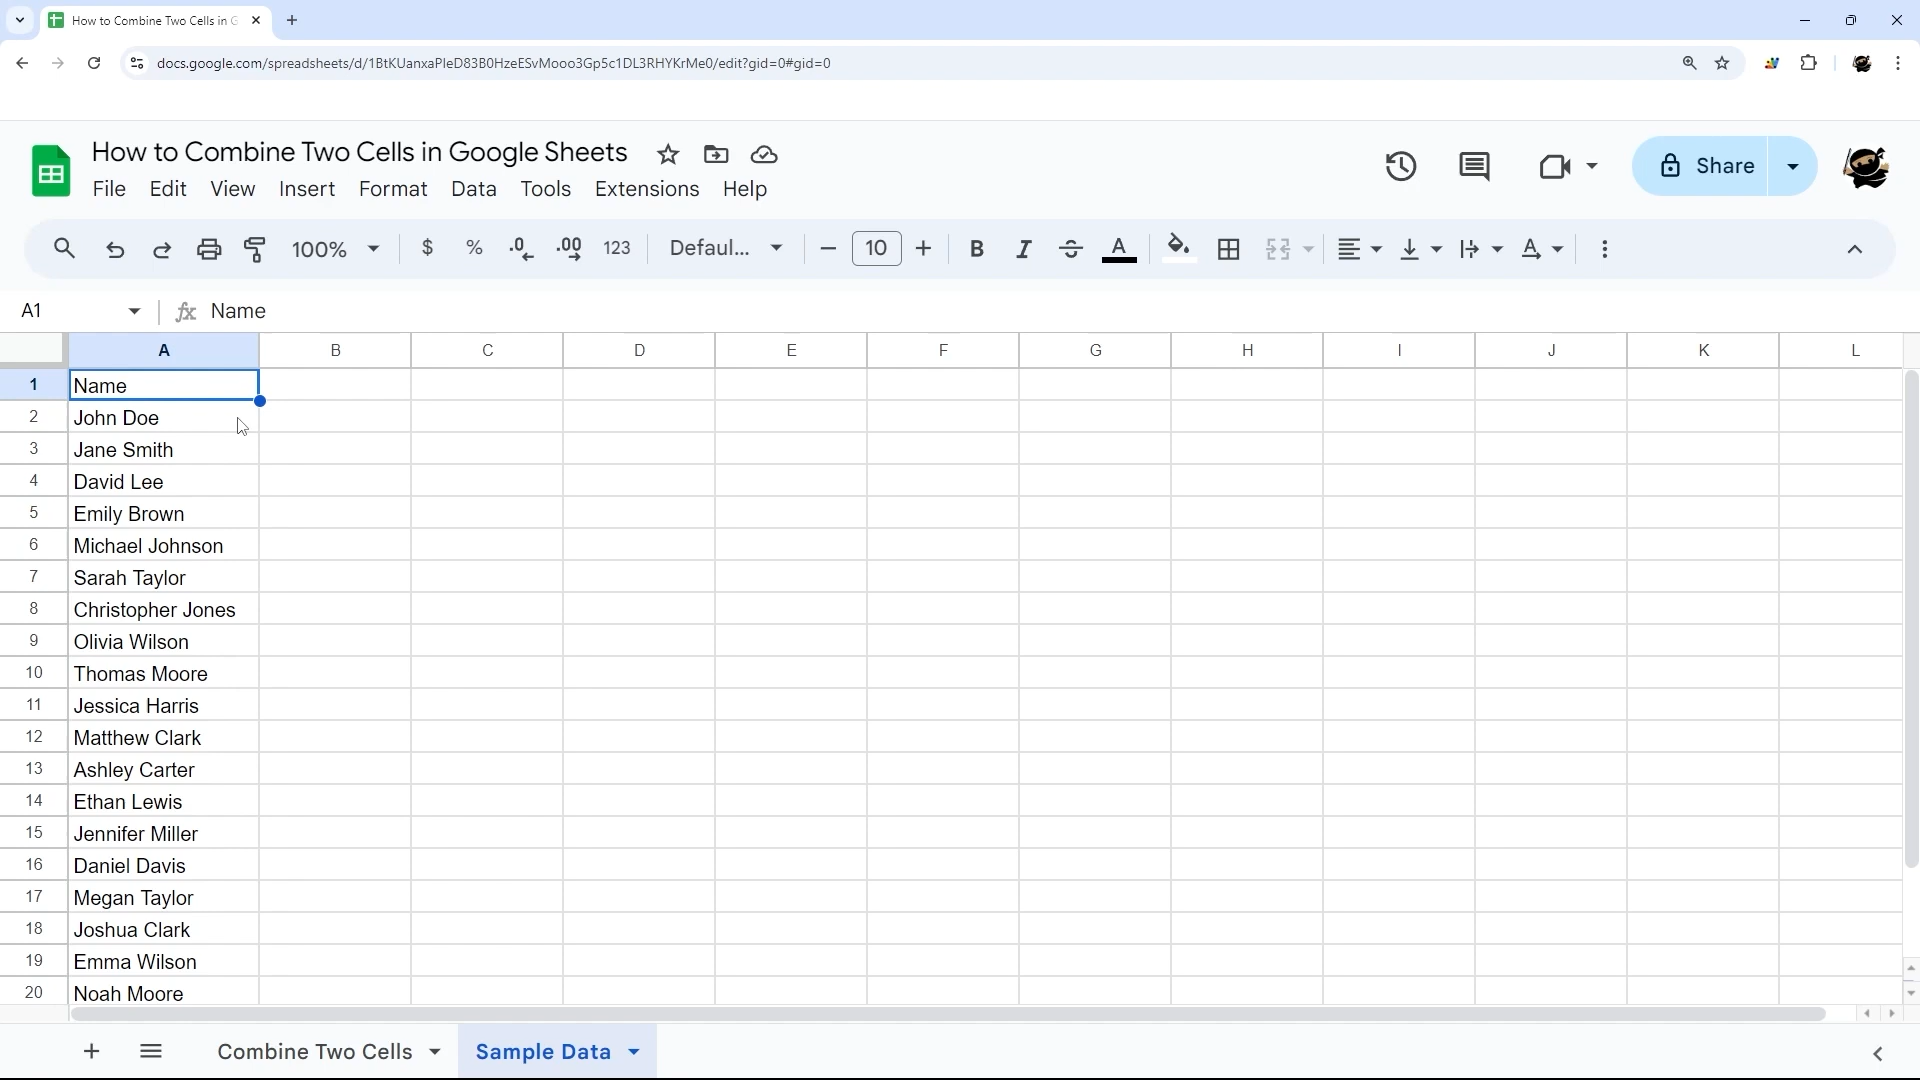 How to Combine Two Cells in G
docs.google.com/spreadsheets/d/1BtKUanxaPleD83B0HzeESvMooo3Gp5c1DL3RHYKrMe0/edit?gid=0#gid=0
How to Combine Two Cells in Google Sheets
File Edit View Insert Format Data Tools Extensions Help
Share
100% $ % .0 .00 123 Defaul... 10 B I S A A
A1 fx Name
A B C D E F G H I J K L
1 Name
2 John Doe
3 Jane Smith
4 David Lee
5 Emily Brown
6 Michael Johnson
7 Sarah Taylor
8 Christopher Jones
9 Olivia Wilson
10 Thomas Moore
11 Jessica Harris
12 Matthew Clark
13 Ashley Carter
14 Ethan Lewis
15 Jennifer Miller
16 Daniel Davis
17 Megan Taylor
18 Joshua Clark
19 Emma Wilson
20 Noah Moore
Combine Two Cells Sample Data